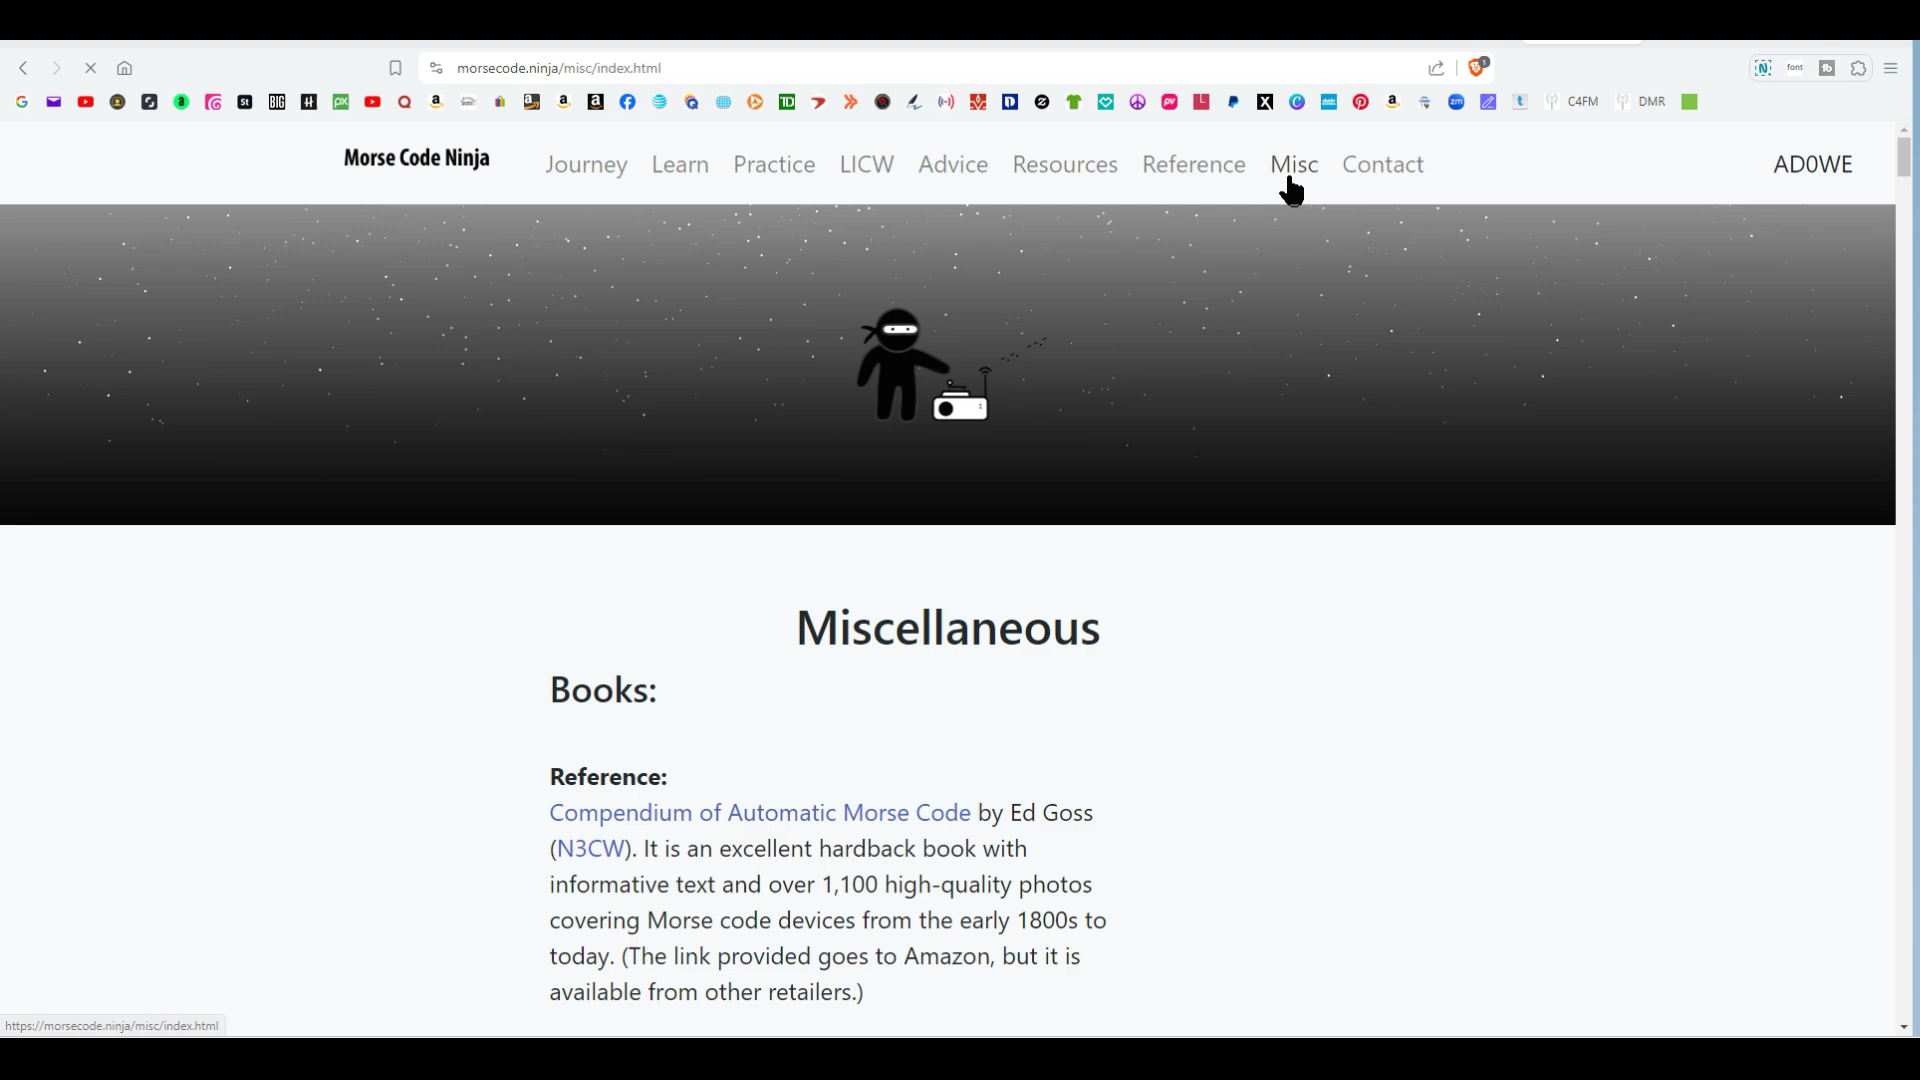 morsecode.ninja/misc/index.html
C4FM DMR
Morse Code Ninja Journey Learn Practice LICW Advice Resources Reference Misc Contact AD0WE
Miscellaneous
Books:
Reference:
Compendium of Automatic Morse Code by Ed Goss
(N3CW). It is an excellent hardback book with
informative text and over 1,100 high-quality photos
covering Morse code devices from the early 1800s to
today. (The link provided goes to Amazon, but it is
available from other retailers.)
https://morsecode.ninja/misc/index.html